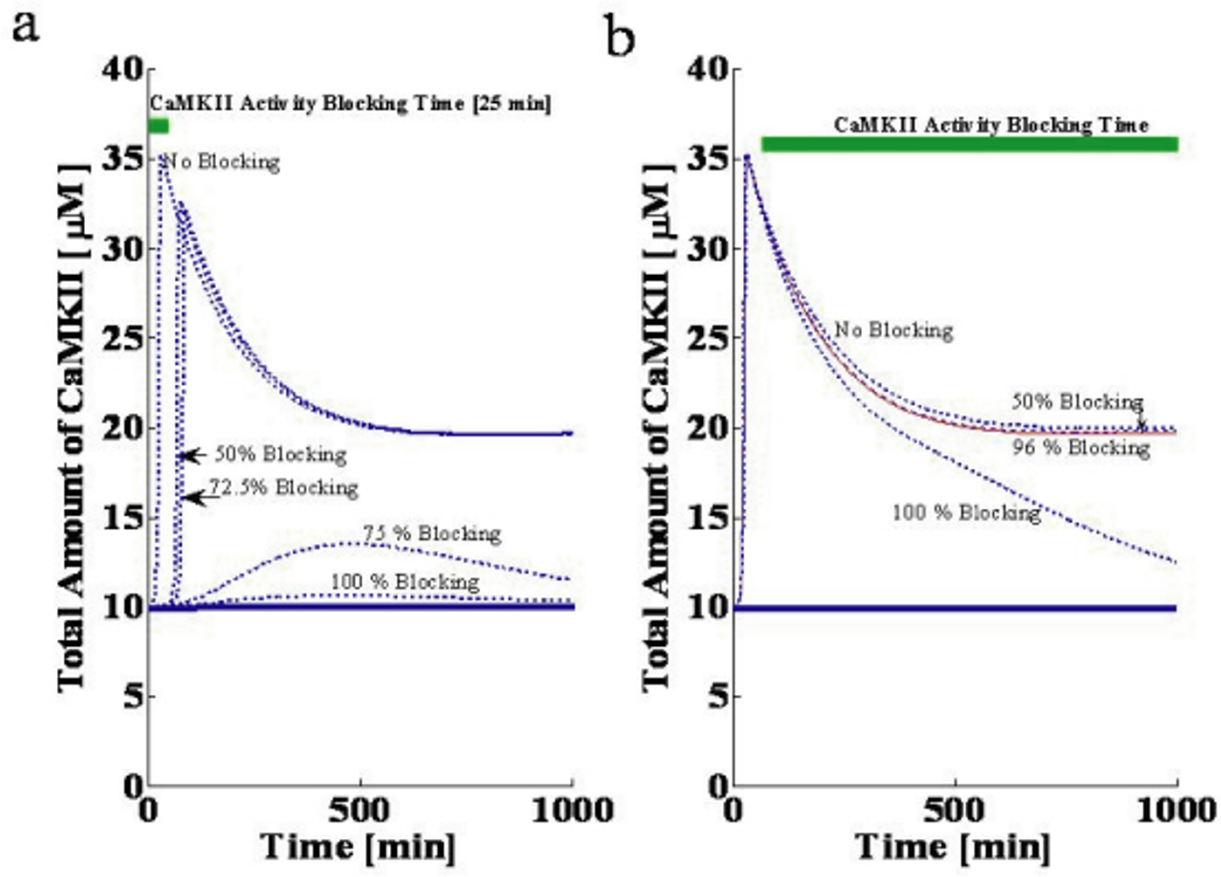 a
40
35
30
25
20
15
10
5
0
Total Amount of CaMKII [ μM ]
CaMKII Activity Blocking Time [25 min]
No Blocking
50% Blocking
72.5% Blocking
75 % Blocking
100 % Blocking
0 500 1000
Time [min]
b
40
35
30
25
20
15
10
5
0
Total Amount of CaMKII [ μM ]
CaMKII Activity Blocking Time
No Blocking
50% Blocking
96 % Blocking
100 % Blocking
0 500 1000
Time [min]